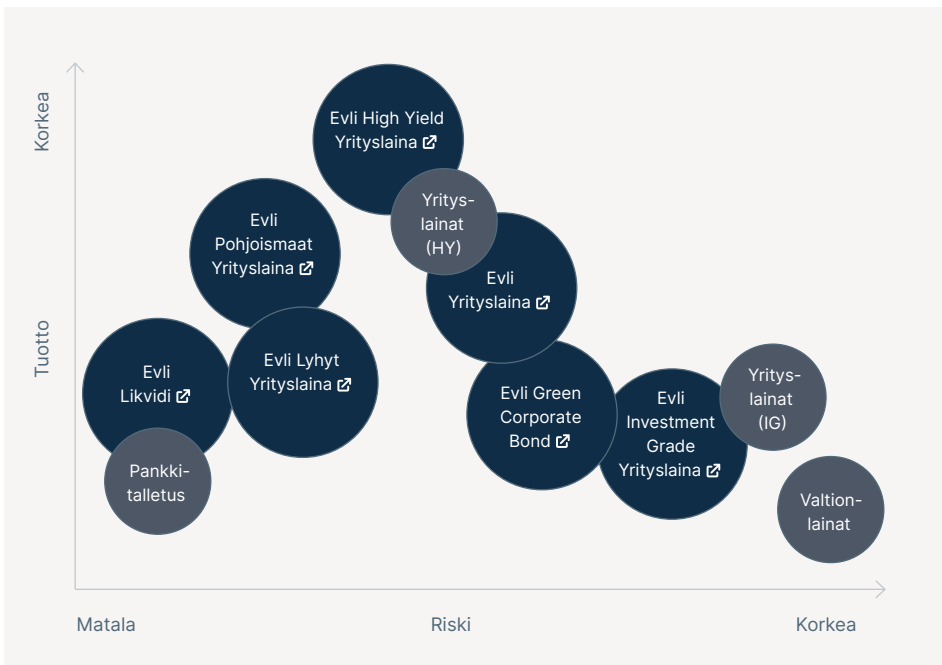 Korkea
Evli High Yield
Yrityslaina
Yritys-
lainat
(HY)
Evli
Pohjoismaat
Yrityslaina
Evli
Yrityslaina
Tuotto
Evli
Likvidi
Evli Lyhyt
Yrityslaina
Evli Green
Corporate
Bond
Evli
Investment
Grade
Yrityslaina
Yritys-
lainat
(IG)
Pankki-
talletus
Valtion-
lainat
Matala
Riski
Korkea